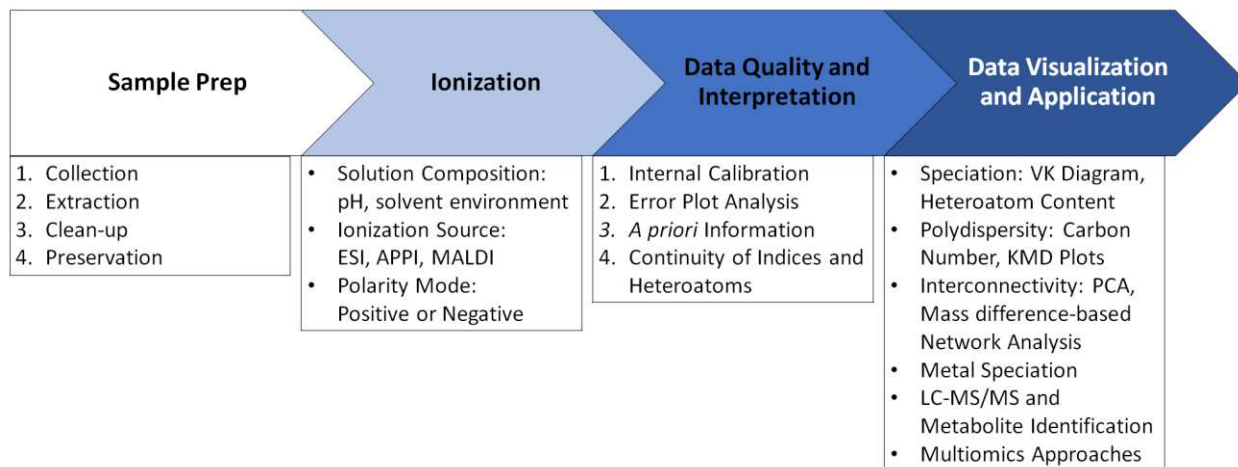 Sample Prep
Ionization
Data Quality and
Interpretation
Data Visualization
and Application
1. Collection
2. Extraction
3. Clean-up
4. Preservation
• Solution Composition:
pH, solvent environment
• Ionization Source:
ESI, APPI, MALDI
• Polarity Mode:
Positive or Negative
1. Internal Calibration
2. Error Plot Analysis
3. A priori Information
4. Continuity of Indices and
Heteroatoms
• Speciation: VK Diagram,
Heteroatom Content
• Polydispersity: Carbon
Number, KMD Plots
• Interconnectivity: PCA,
Mass difference-based
Network Analysis
• Metal Speciation
• LC-MS/MS and
Metabolite Identification
• Multiomics Approaches